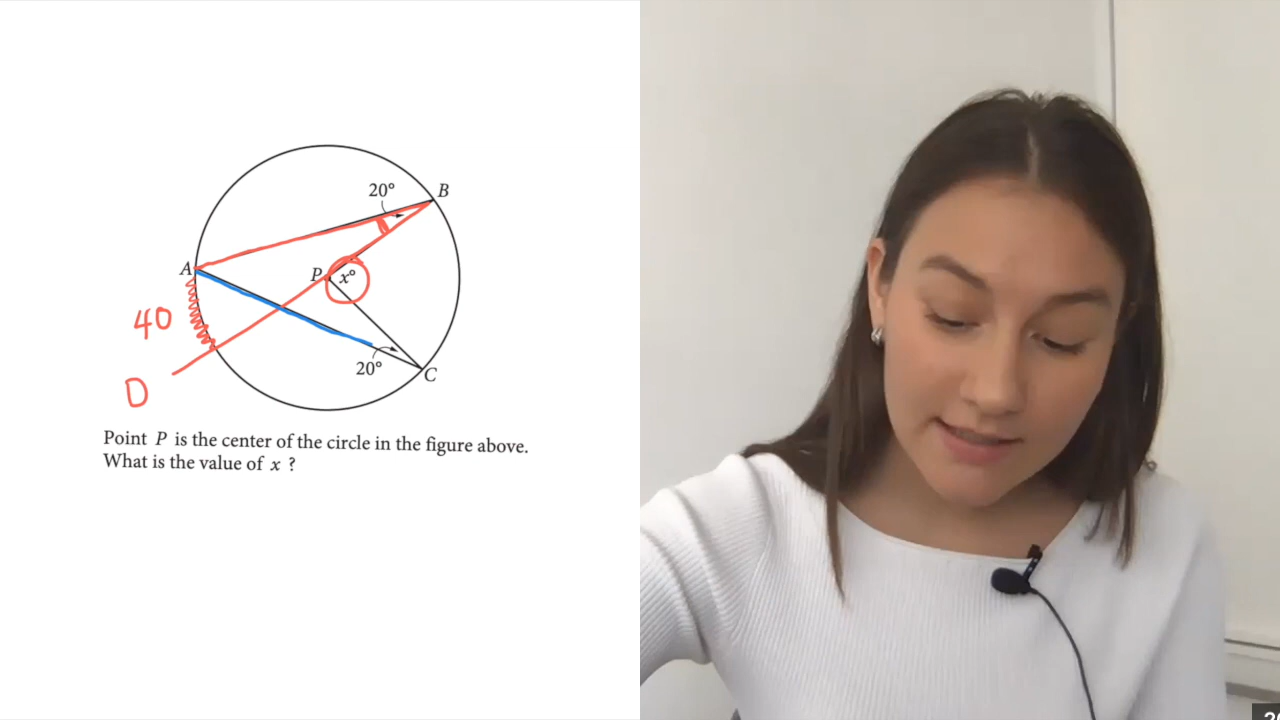 20°
B
A
P
x°
40
20°
C
D
Point P is the center of the circle in the figure above.
What is the value of x ?